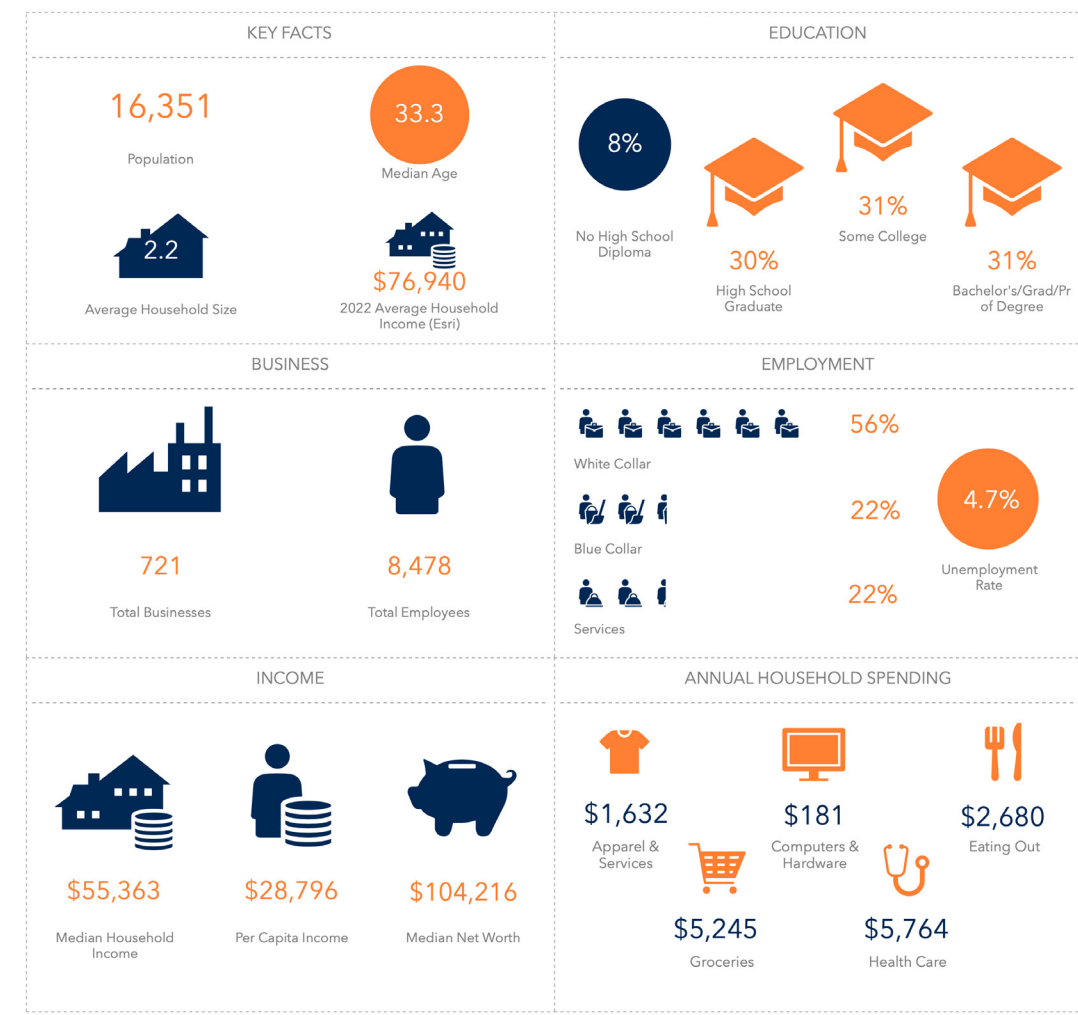 KEY FACTS
16,351
Population
33.3
Median Age
2.2
Average Household Size
$76,940
2022 Average Household
Income (Esri)
EDUCATION
8%
No High School
Diploma
30%
High School
Graduate
31%
Some College
31%
Bachelor's/Grad/Pr
of Degree
BUSINESS
721
Total Businesses
8,478
Total Employees
EMPLOYMENT
56%
White Collar
22%
Blue Collar
22%
Services
4.7%
Unemployment
Rate
INCOME
$55,363
Median Household
Income
$28,796
Per Capita Income
$104,216
Median Net Worth
ANNUAL HOUSEHOLD SPENDING
$1,632
Apparel &
Services
$181
Computers &
Hardware
$2,680
Eating Out
$5,245
Groceries
$5,764
Health Care